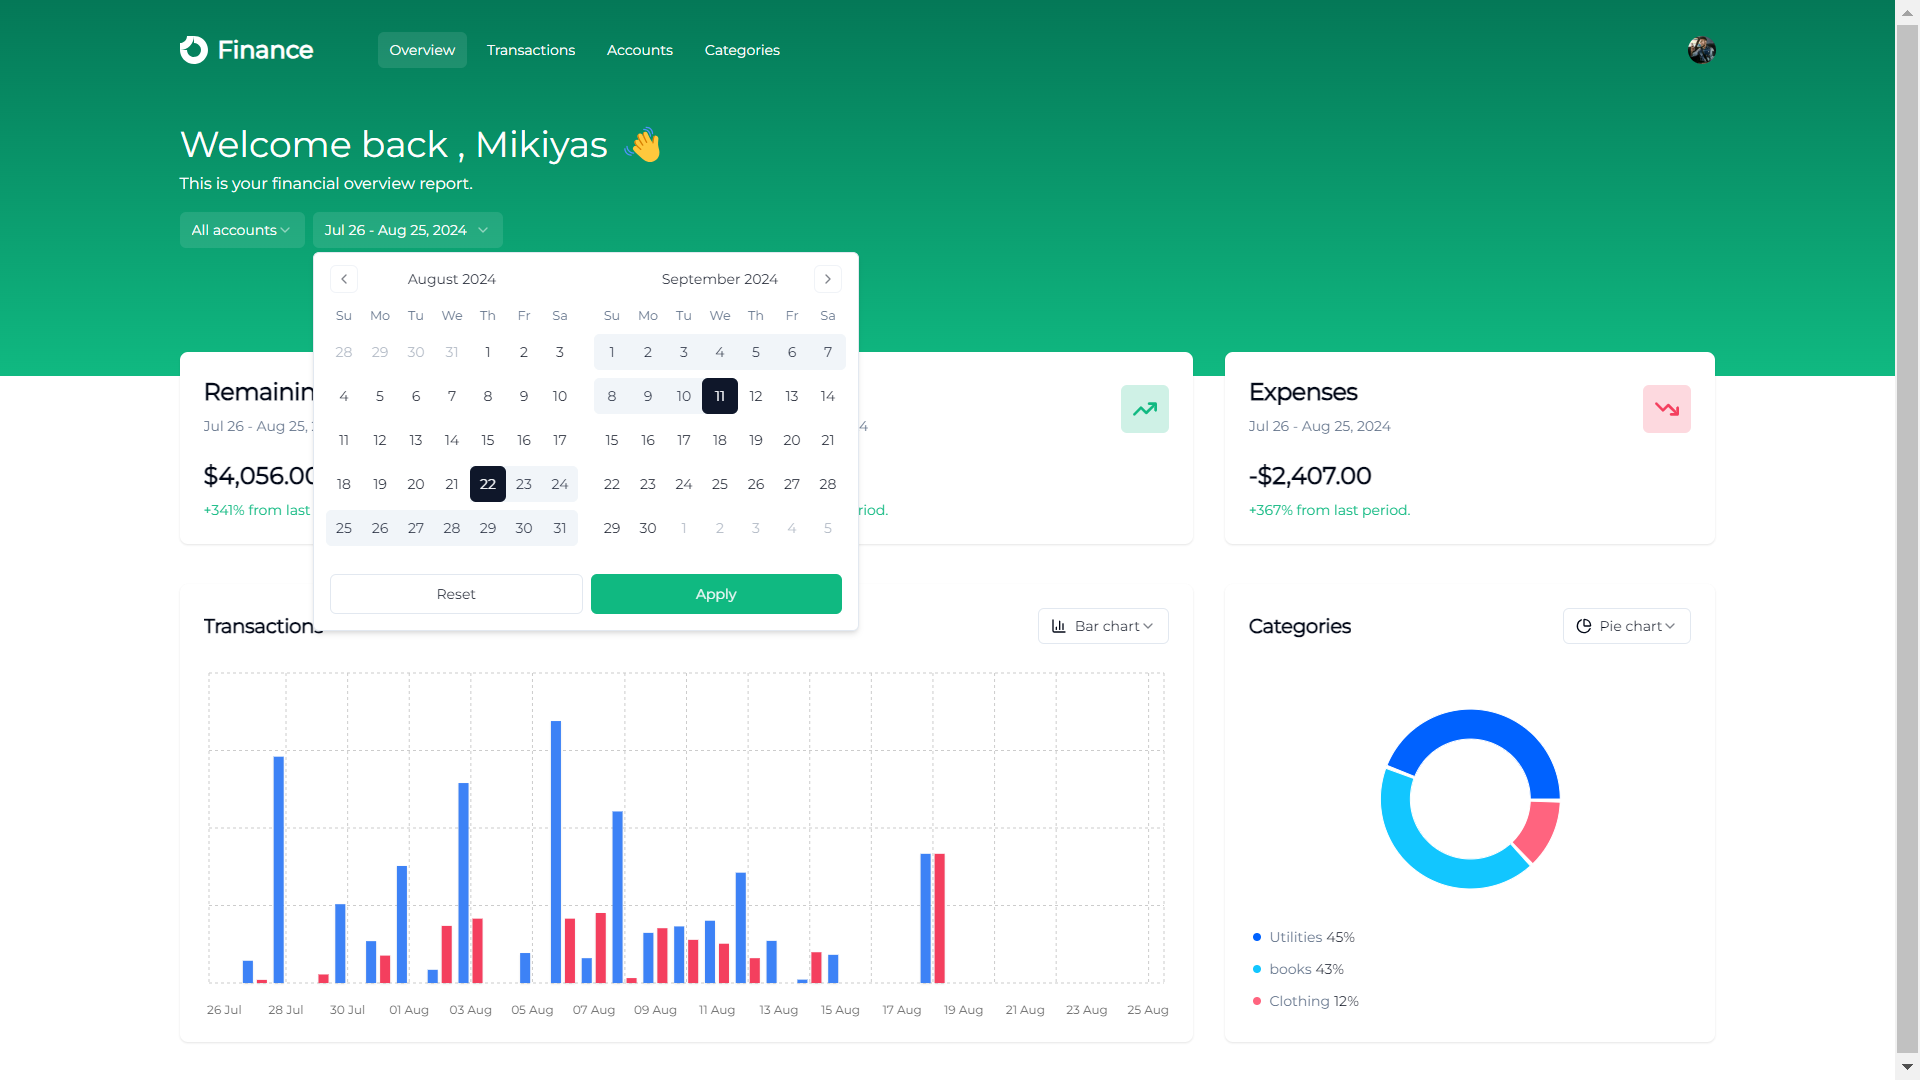 Finance
Overview Transactions Accounts Categories
Welcome back , Mikiyas 👋
This is your financial overview report.
All accounts Jul 26 - Aug 25, 2024
August 2024
Su Mo Tu We Th Fr Sa
28 29 30 31 1 2 3
4 5 6 7 8 9 10
11 12 13 14 15 16 17
18 19 20 21 22 23 24
25 26 27 28 29 30 31
September 2024
Su Mo Tu We Th Fr Sa
1 2 3 4 5 6 7
8 9 10 11 12 13 14
15 16 17 18 19 20 21
22 23 24 25 26 27 28
29 30 1 2 3 4 5
Reset Apply
Remainin
Jul 26 - Aug 25,
$4,056.00
+341% from last
4
riod.
Expenses
Jul 26 - Aug 25, 2024
-$2,407.00
+367% from last period.
Transactions
Bar chart
26 Jul 28 Jul 30 Jul 01 Aug 03 Aug 05 Aug 07 Aug 09 Aug 11 Aug 13 Aug 15 Aug 17 Aug 19 Aug 21 Aug 23 Aug 25 Aug
Categories
Pie chart
Utilities 45%
books 43%
Clothing 12%